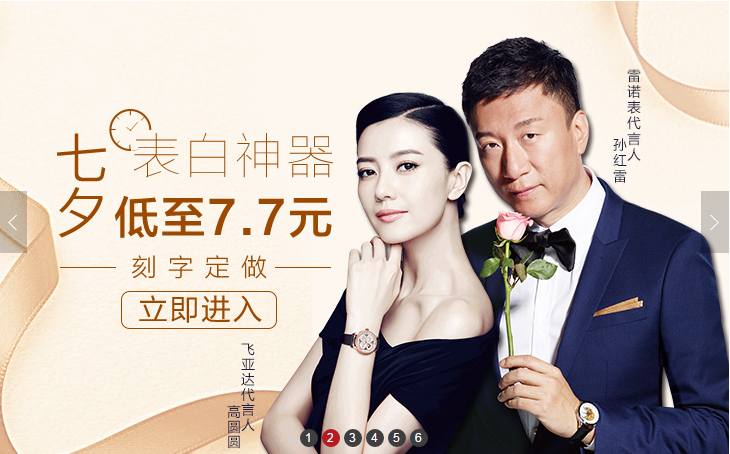 七夕
表白神器
低至7.7元
刻字定做
立即进入
雷诺表代言人
孙红雷
飞亚达代言人
高圆圆
1 2 3 4 5 6